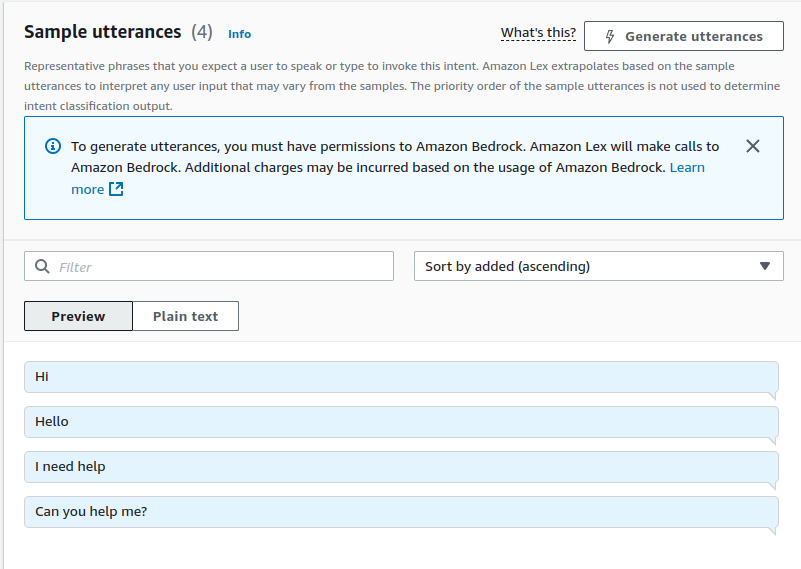 Sample utterances (4) Info
What's this?
Generate utterances
Representative phrases that you expect a user to speak or type to invoke this intent. Amazon Lex extrapolates based on the sample
utterances to interpret any user input that may vary from the samples. The priority order of the sample utterances is not used to determine
intent classification output.
To generate utterances, you must have permissions to Amazon Bedrock. Amazon Lex will make calls to
Amazon Bedrock. Additional charges may be incurred based on the usage of Amazon Bedrock. Learn
more
Filter
Sort by added (ascending)
Preview
Plain text
Hi
Hello
I need help
Can you help me?